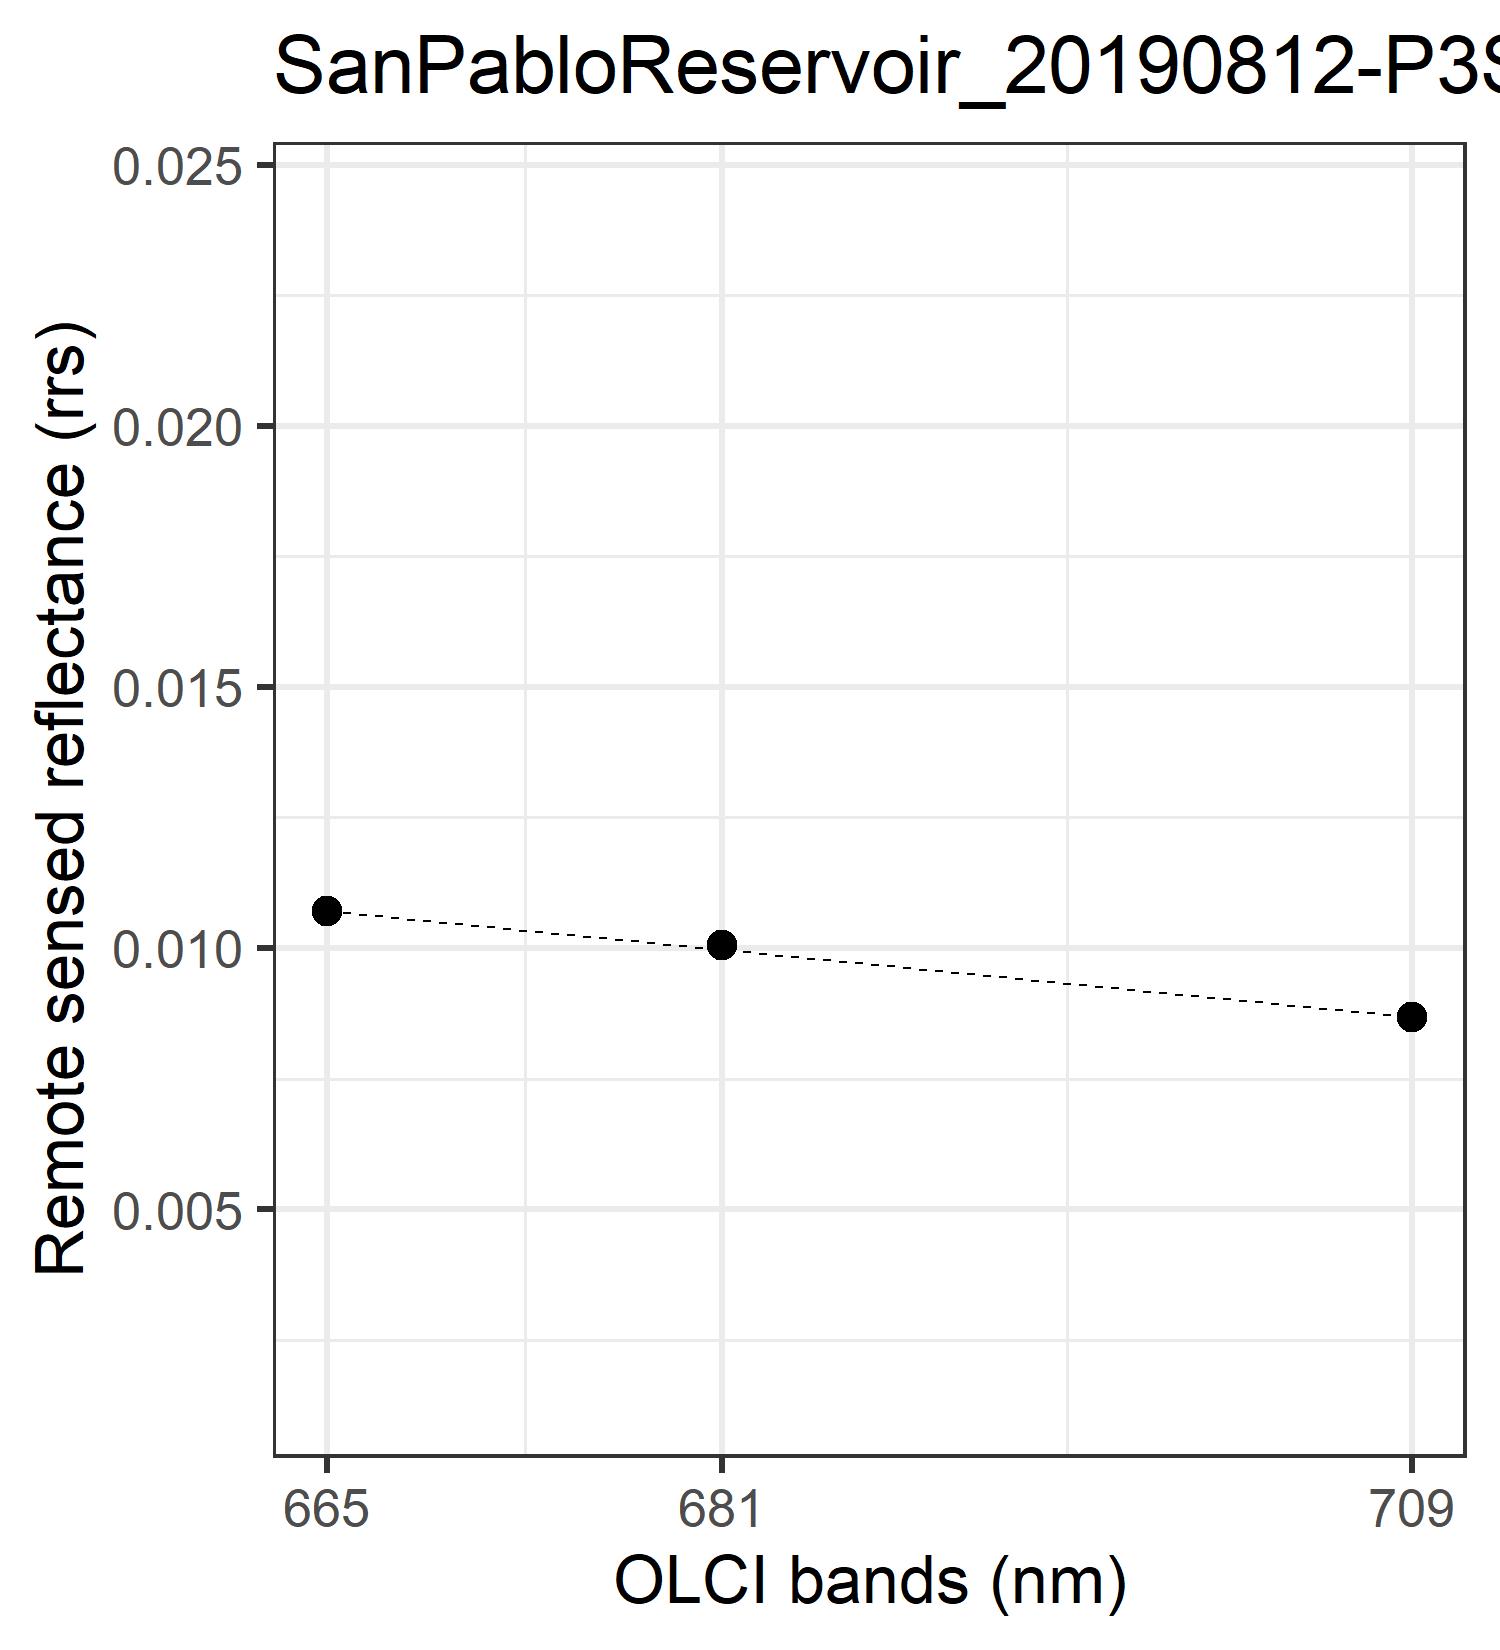 SanPabloReservoir_20190812-P3S
0.025
0.020
0.015
0.010
0.005
Remote sensed reflectance (rrs)
665 681 709
OLCI bands (nm)